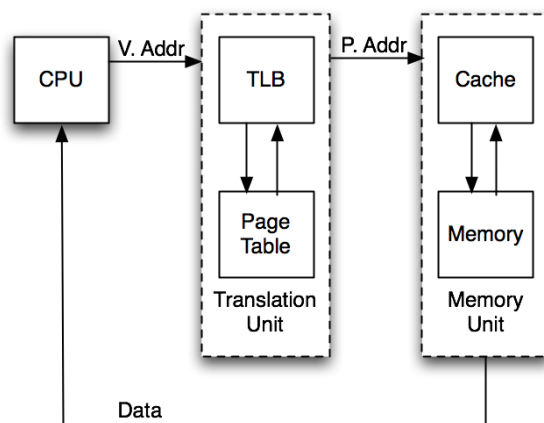 V. Addr
P. Addr
CPU
TLB
Cache
Page
Table
Memory
Translation
Unit
Memory
Unit
Data